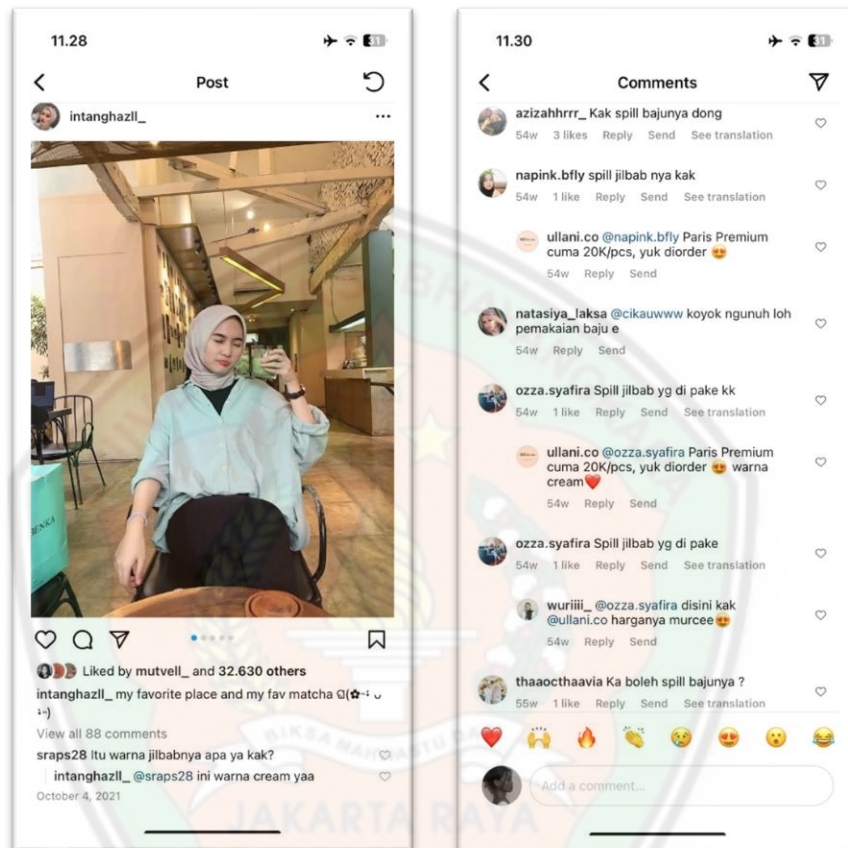 11.28
31
Post
intanghazll_
BENKA
Liked by mutvell_ and 32.630 others
intanghazll_ my favorite place and my fav matcha
View all 88 comments
sraps28 Itu warna jilbabnya apa ya kak?
intanghazll_ @sraps28 ini warna cream yaa
October 4, 2021
11.30
31
Comments
azizahhrrr_ Kak spill bajunya dong
54w 3 likes Reply Send See translation
napink.bfly spill jilbab nya kak
54w 1 like Reply Send See translation
ullani.co @napink.bfly Paris Premium
cuma 20K/pcs, yuk diorder 😍
54w Reply Send
natasiya_laksa @cikauwww koyok ngunuh loh
pemakaian baju e
54w Reply Send
ozza.syafira Spill jilbab yg di pake kk
54w 1 like Reply Send See translation
ullani.co @ozza.syafira Paris Premium
cuma 20K/pcs, yuk diorder 😍 warna
cream❤️
54w Reply Send
ozza.syafira Spill jilbab yg di pake
54w 1 like Reply Send See translation
wuriiii_ @ozza.syafira disini kak
@ullani.co harganya murcee😍
54w Reply Send
thaaocthaavia Ka boleh spill bajunya ?
55w 1 like Reply Send See translation
❤️ 🙌 🔥 👏 😢 😍 😮 😂
Add a comment...
JAKARTA RAYA